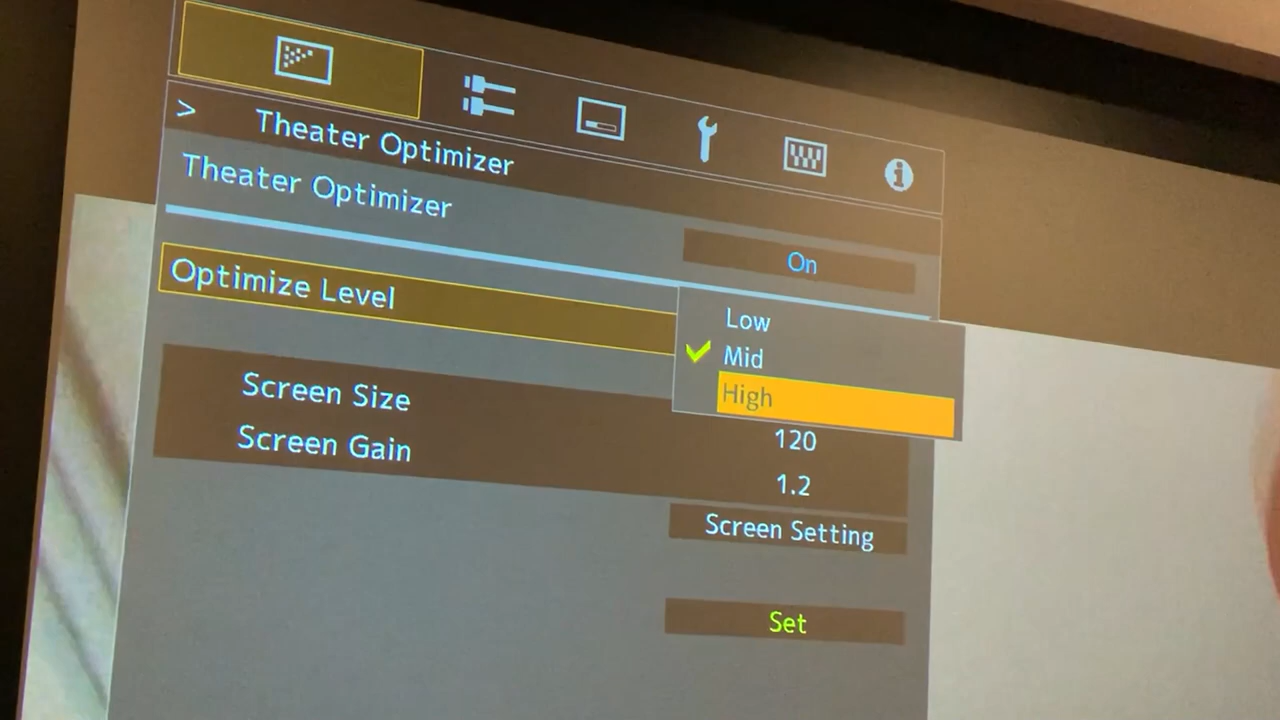 > Theater Optimizer
Theater Optimizer
On
Optimize Level
Low
Mid
High
Screen Size
120
Screen Gain
1.2
Screen Setting
Set